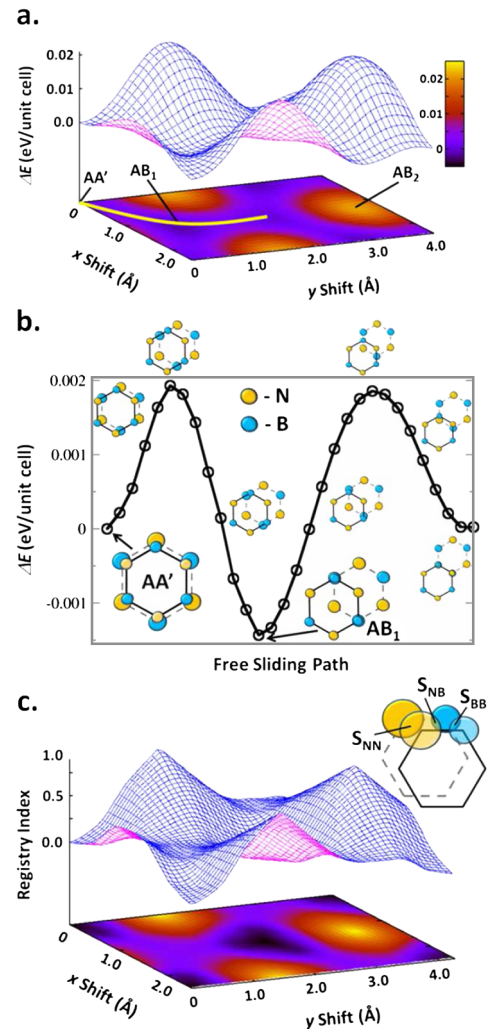 a.
0.02
0.01
0.0
ΔE (eV/unit cell)
0.02
0.01
0
AA'
AB1
AB2
0
1.0
2.0
x Shift (Å)
0
1.0
2.0
3.0
4.0
y Shift (Å)
b.
0.002
0.001
0
-0.001
ΔE (eV/unit cell)
- N
- B
AA'
AB1
Free Sliding Path
c.
SNB
SBB
SNN
1.0
0.5
0.0
Registry Index
0
1.0
2.0
x Shift (Å)
0
1.0
2.0
3.0
4.0
y Shift (Å)